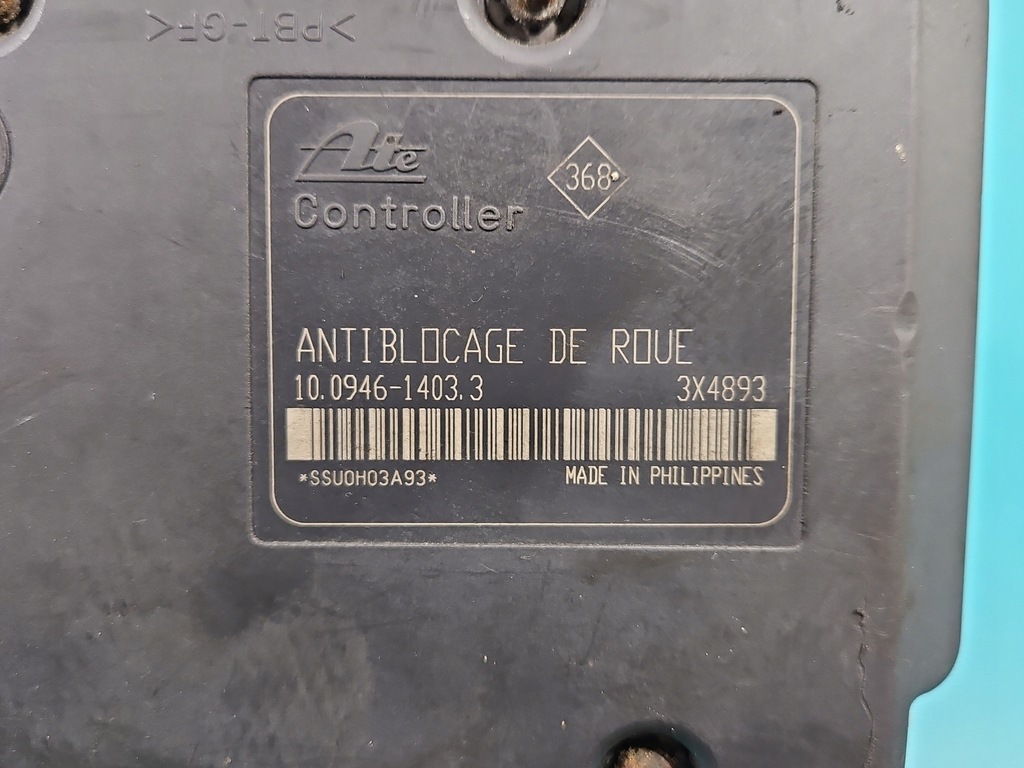 >PBT-GF<
Ate
368
Controller
ANTIBLOCAGE DE ROUE
10.0946-1403.3 3X4893
*SSU0H03A93* MADE IN PHILIPPINES